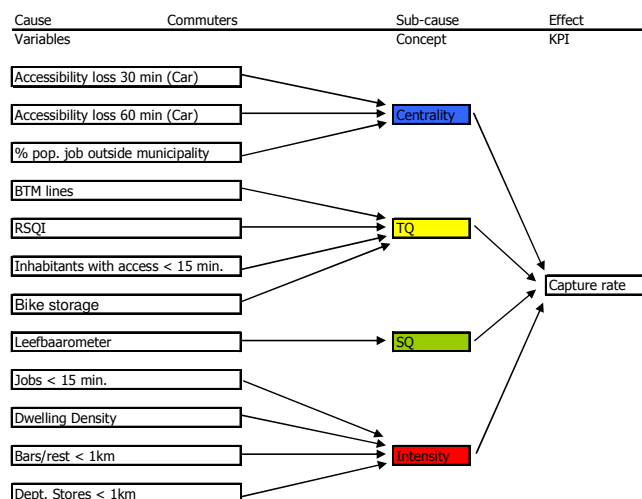 Cause Commuters Sub-cause Effect
Variables Concept KPI
Accessibility loss 30 min (Car)
Accessibility loss 60 min (Car) Centrality
% pop. job outside municipality
BTM lines
RSQI TQ
Inhabitants with access < 15 min.
Capture rate
Bike storage
Leefbaarometer SQ
Jobs < 15 min.
Dwelling Density
Bars/rest < 1km Intensity
Dept. Stores < 1km